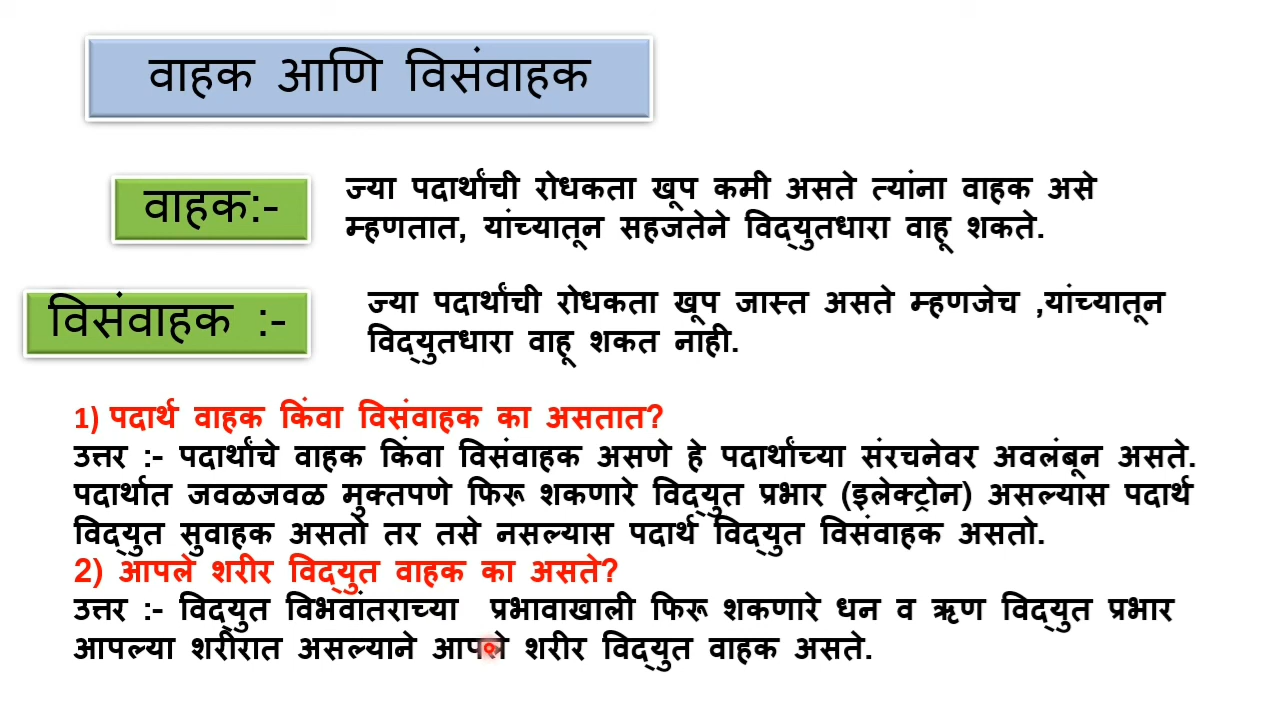 वाहक आणि विसंवाहक
वाहक:-
ज्या पदार्थांची रोधकता खूप कमी असते त्यांना वाहक असे
म्हणतात, यांच्यातून सहजतेने विद्युतधारा वाहू शकते.
विसंवाहक :-
ज्या पदार्थांची रोधकता खूप जास्त असते म्हणजेच ,यांच्यातून
विद्युतधारा वाहू शकत नाही.
1) पदार्थ वाहक किंवा विसंवाहक का असतात?
उत्तर :- पदार्थांचे वाहक किंवा विसंवाहक असणे हे पदार्थांच्या संरचनेवर अवलंबून असते.
पदार्थात जवळजवळ मुक्तपणे फिरू शकणारे विद्युत प्रभार (इलेक्ट्रोन) असल्यास पदार्थ
विद्युत सुवाहक असतो तर तसे नसल्यास पदार्थ विद्युत विसंवाहक असतो.
2) आपले शरीर विद्युत वाहक का असते?
उत्तर :- विद्युत विभवांतराच्या प्रभावाखाली फिरू शकणारे धन व ऋण विद्युत प्रभार
आपल्या शरीरात असल्याने आपले शरीर विद्युत वाहक असते.